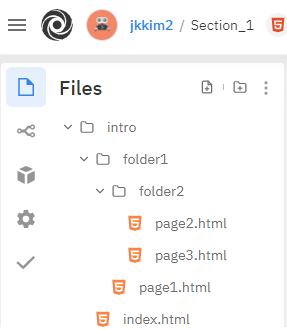 jkkim2 / Section_1
Files
intro
folder1
folder2
page2.html
page3.html
page1.html
index.html